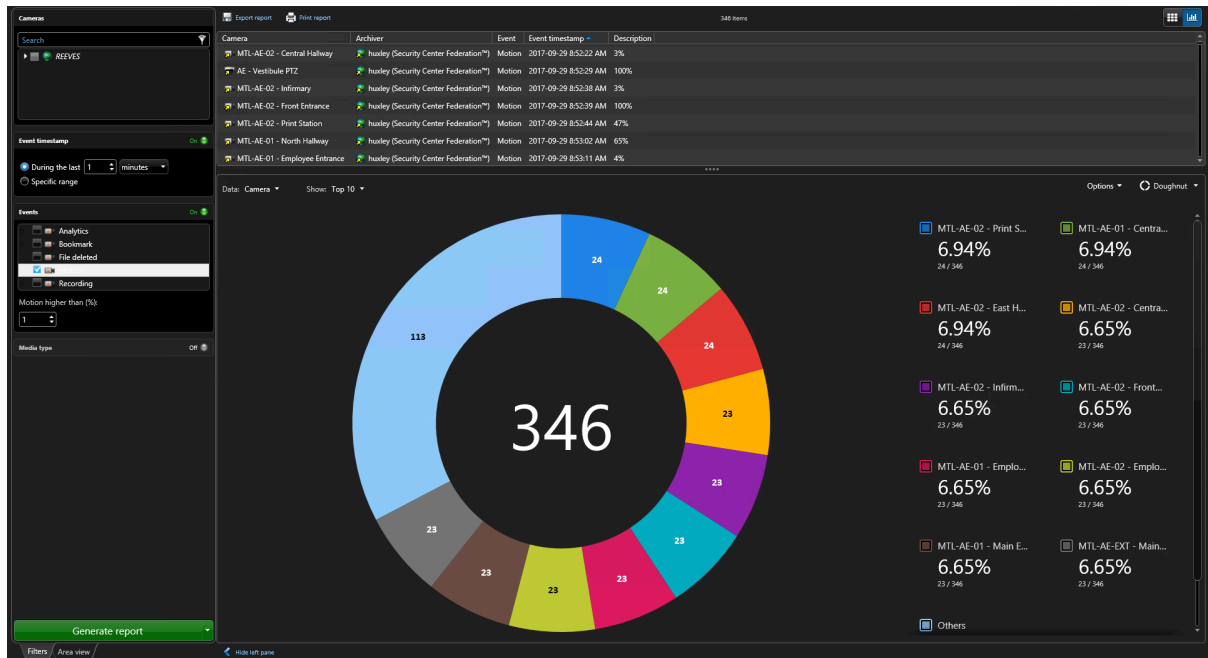 Cameras
Search
REEVES
Event timestamp On
During the last 1 minutes
Specific range
Events On
Analytics
Bookmark
File deleted
Recording
Motion higher than (%):
1
Media type Off
Generate report
Filters Area view
Export report Print report 346 items
Camera Archiver Event Event timestamp Description
MTL-AE-02 - Central Hallway huxley (Security Center Federation™) Motion 2017-09-29 8:52:22 AM 3%
AE - Vestibule PTZ huxley (Security Center Federation™) Motion 2017-09-29 8:52:29 AM 100%
MTL-AE-02 - Infirmary huxley (Security Center Federation™) Motion 2017-09-29 8:52:38 AM 3%
MTL-AE-02 - Front Entrance huxley (Security Center Federation™) Motion 2017-09-29 8:52:39 AM 100%
MTL-AE-02 - Print Station huxley (Security Center Federation™) Motion 2017-09-29 8:52:44 AM 47%
MTL-AE-01 - North Hallway huxley (Security Center Federation™) Motion 2017-09-29 8:53:02 AM 65%
MTL-AE-01 - Employee Entrance huxley (Security Center Federation™) Motion 2017-09-29 8:53:11 AM 4%
Data: Camera Show: Top 10 Options Doughnut
24
24
24
23
23
23
23
23
23
23
113
346
MTL-AE-02 - Print S... MTL-AE-01 - Centra...
6.94% 6.94%
24 / 346 24 / 346
MTL-AE-02 - East H... MTL-AE-02 - Centra...
6.94% 6.65%
24 / 346 23 / 346
MTL-AE-02 - Infirm... MTL-AE-02 - Front...
6.65% 6.65%
23 / 346 23 / 346
MTL-AE-01 - Emplo... MTL-AE-02 - Emplo...
6.65% 6.65%
23 / 346 23 / 346
MTL-AE-01 - Main E... MTL-AE-EXT - Main...
6.65% 6.65%
23 / 346 23 / 346
Others
Hide left pane